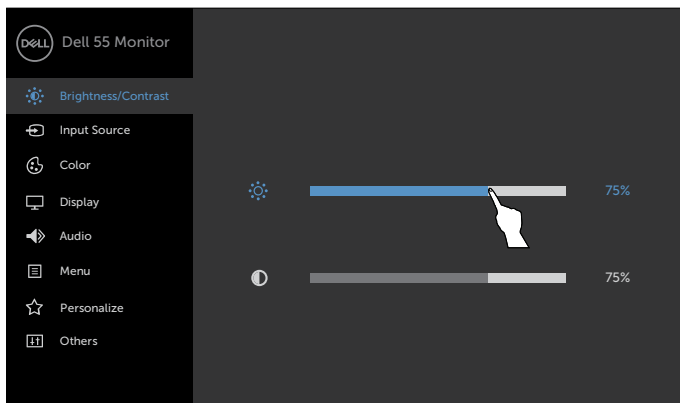 DELL
Dell 55 Monitor
Brightness/Contrast
Input Source
Color
Display
Audio
Menu
Personalize
Others
75%
75%